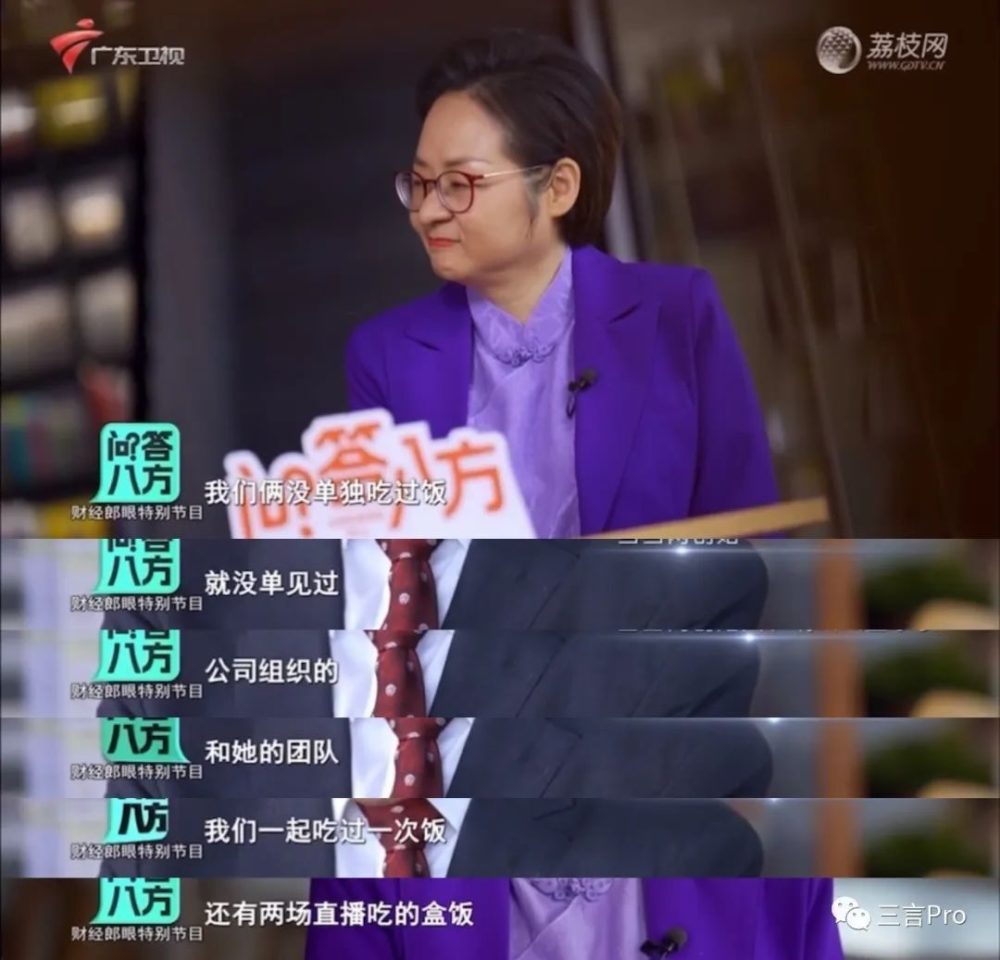 广东卫视
荔枝网
WWW.GDTV.CN
问答
八方
问?答八方
财经郎眼特别节目
我们俩没单独吃过饭
八方
财经郎眼特别节目
就没单见过
八方
财经郎眼特别节目
公司组织的
八方
财经郎眼特别节目
和她的团队
八方
财经郎眼特别节目
我们一起吃过一次饭
八方
财经郎眼特别节目
还有两场直播吃的盒饭
三言Pro